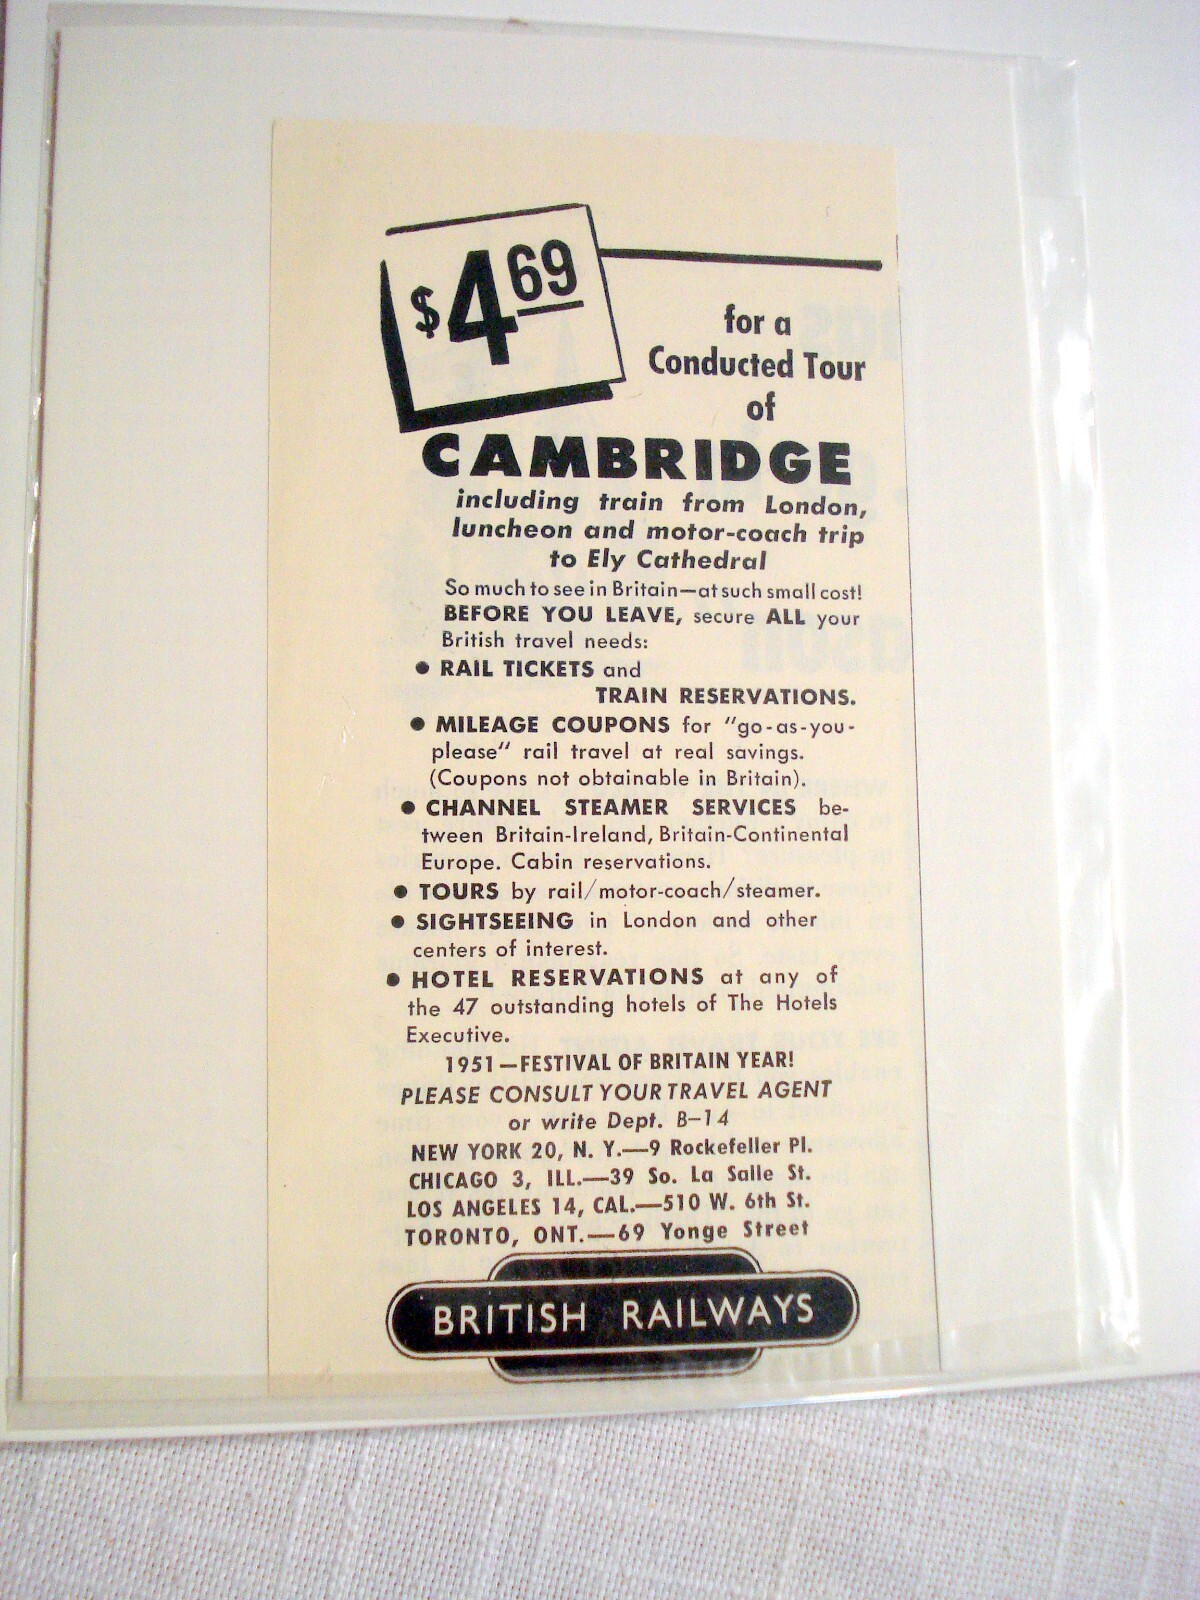 $4 69
for a
Conducted Tour
of
CAMBRIDGE
including train from London,
luncheon and motor-coach trip
to Ely Cathedral
So much to see in Britain—at such small cost!
BEFORE YOU LEAVE, secure ALL your
British travel needs:
● RAIL TICKETS and
TRAIN RESERVATIONS.
● MILEAGE COUPONS for "go-as-you-
please" rail travel at real savings.
(Coupons not obtainable in Britain).
● CHANNEL STEAMER SERVICES be-
tween Britain-Ireland, Britain-Continental
Europe. Cabin reservations.
● TOURS by rail/motor-coach/steamer.
● SIGHTSEEING in London and other
centers of interest.
● HOTEL RESERVATIONS at any of
the 47 outstanding hotels of The Hotels
Executive.
1951—FESTIVAL OF BRITAIN YEAR!
PLEASE CONSULT YOUR TRAVEL AGENT
or write Dept. B-14
NEW YORK 20, N. Y.—9 Rockefeller Pl.
CHICAGO 3, ILL.—39 So. La Salle St.
LOS ANGELES 14, CAL.—510 W. 6th St.
TORONTO, ONT.—69 Yonge Street
BRITISH RAILWAYS